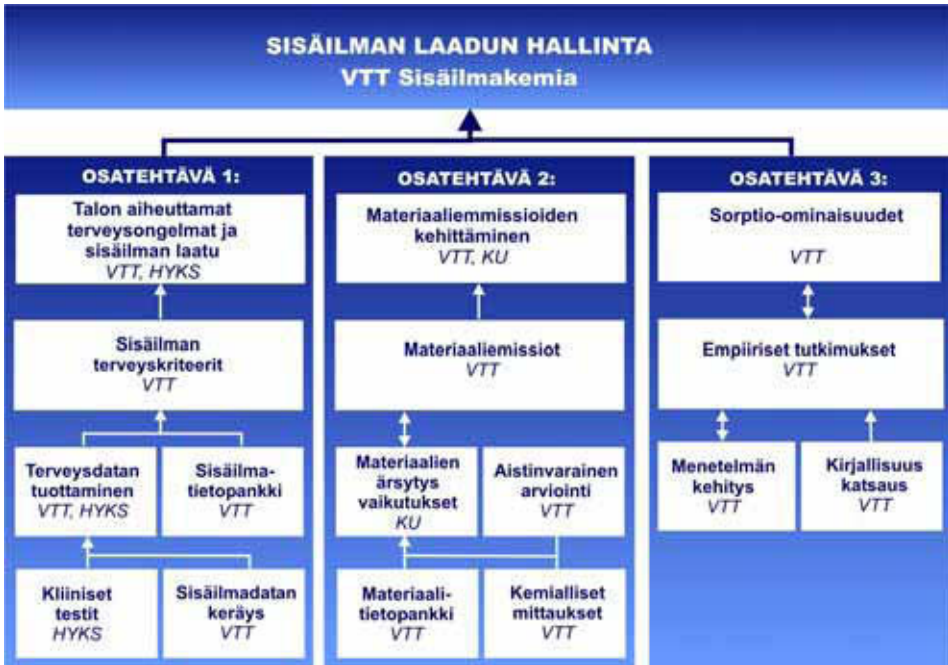 SISÄILMAN LAADUN HALLINTA
VTT Sisäilmakemia
OSATEHTÄVÄ 1:
Talon aiheuttamat
terveysongelmat ja
sisäilman laatu
VTT, HYKS
Sisäilman
terveyskriteerit
VTT
Terveysdatan
tuottaminen
VTT, HYKS
Sisäilma-
tietopankki
VTT
Kliiniset
testit
HYKS
Sisäilmadatan
keräys
VTT
OSATEHTÄVÄ 2:
Materiaaliemmissioiden
kehittäminen
VTT, KU
Materiaaliemissiot
VTT
Materiaalien
ärsytys
vaikutukset
KU
Aistinvarainen
arviointi
VTT
Materiaali-
tietopankki
VTT
Kemialliset
mittaukset
VTT
OSATEHTÄVÄ 3:
Sorptio-ominaisuudet
VTT
Empiiriset tutkimukset
VTT
Menetelmän
kehitys
VTT
Kirjallisuus
katsaus
VTT